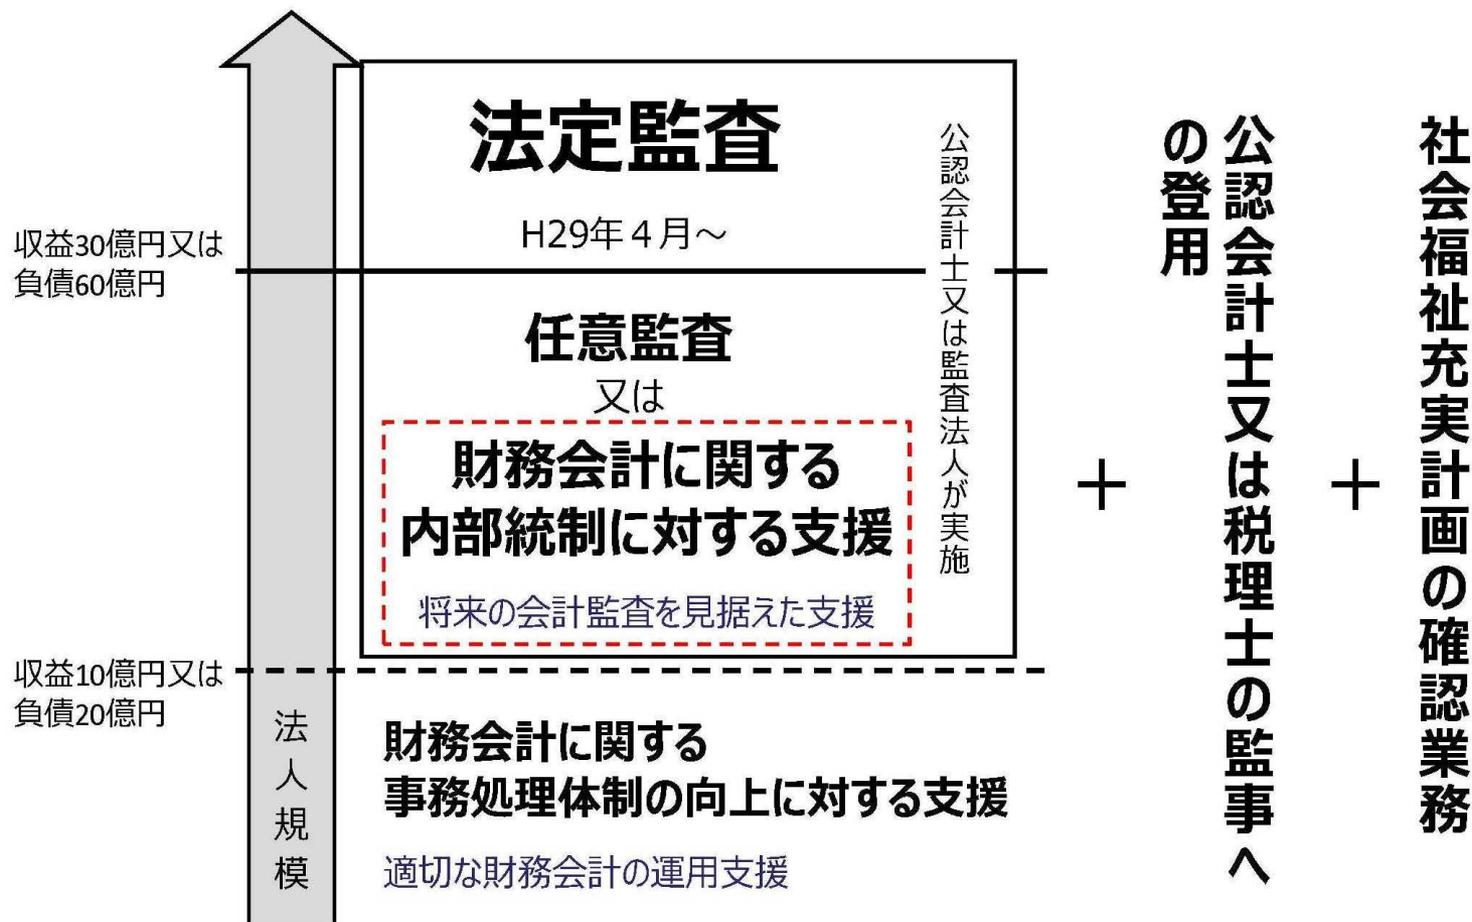 法定監査
H29年４月～
収益30億円又は
負債60億円
任意監査
又は
財務会計に関する
内部統制に対する支援
将来の会計監査を見据えた支援
公認会計士又は監査法人が実施
収益10億円又は
負債20億円
法人規模
財務会計に関する
事務処理体制の向上に対する支援
適切な財務会計の運用支援
＋
公認会計士又は税理士の監事へ
の登用
＋
社会福祉充実計画の確認業務